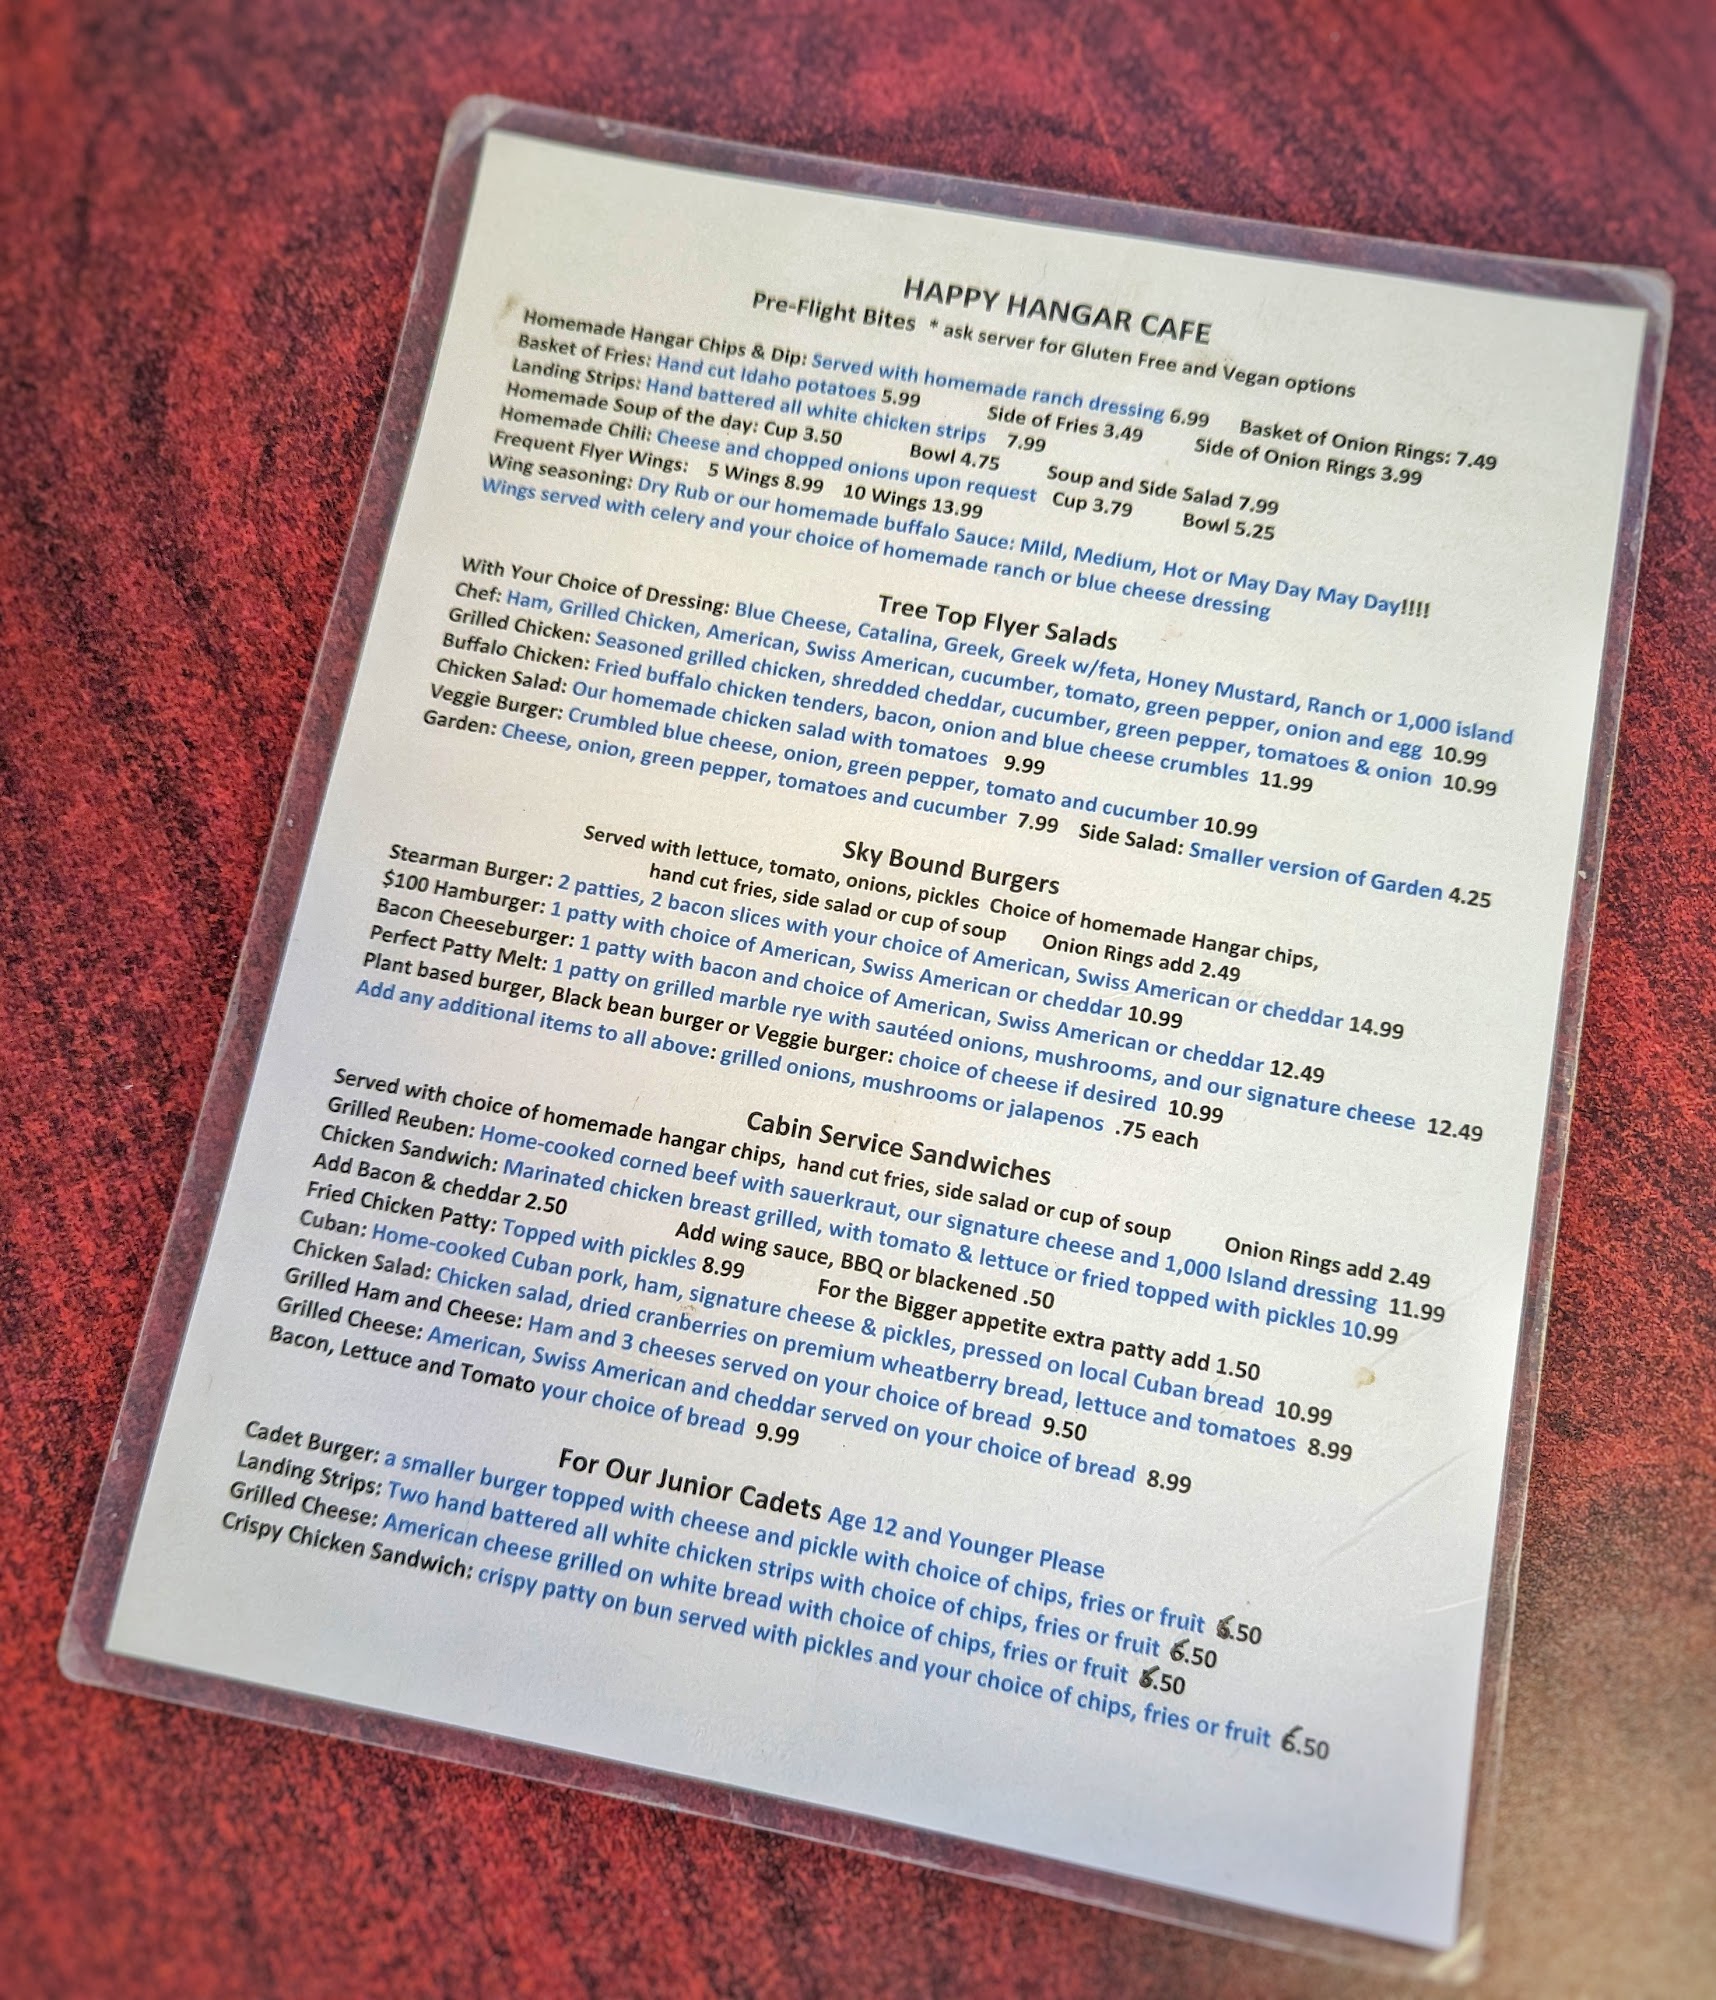 HAPPY HANGAR CAFE
Pre-Flight Bites * ask server for Gluten Free and Vegan options
Homemade Hangar Chips & Dip: Served with homemade ranch dressing 6.99 Basket of Onion Rings: 7.49
Basket of Fries: Hand cut Idaho potatoes 5.99 Side of Fries 3.49 Side of Onion Rings 3.99
Landing Strips: Hand battered all white chicken strips 7.99
Homemade Soup of the day: Cup 3.50 Bowl 4.75 Soup and Side Salad 7.99
Homemade Chili: Cheese and chopped onions upon request Cup 3.79 Bowl 5.25
Frequent Flyer Wings: 5 Wings 8.99 10 Wings 13.99
Wing seasoning: Dry Rub or our homemade buffalo Sauce: Mild, Medium, Hot or May Day May Day!!!!
Wings served with celery and your choice of homemade ranch or blue cheese dressing
Tree Top Flyer Salads
With Your Choice of Dressing: Blue Cheese, Catalina, Greek, Greek w/feta, Honey Mustard, Ranch or 1,000 island
Chef: Ham, Grilled Chicken, American, Swiss American, cucumber, tomato, green pepper, onion and egg 10.99
Grilled Chicken: Seasoned grilled chicken, shredded cheddar, cucumber, green pepper, tomatoes & onion 10.99
Buffalo Chicken: Fried buffalo chicken tenders, bacon, onion and blue cheese crumbles 11.99
Chicken Salad: Our homemade chicken salad with tomatoes 9.99
Veggie Burger: Crumbled blue cheese, onion, green pepper, tomato and cucumber 10.99
Garden: Cheese, onion, green pepper, tomatoes and cucumber 7.99 Side Salad: Smaller version of Garden 4.25
Sky Bound Burgers
Served with lettuce, tomato, onions, pickles Choice of homemade Hangar chips,
hand cut fries, side salad or cup of soup Onion Rings add 2.49
Stearman Burger: 2 patties, 2 bacon slices with your choice of American, Swiss American or cheddar 14.99
$100 Hamburger: 1 patty with choice of American, Swiss American or cheddar 10.99
Bacon Cheeseburger: 1 patty with bacon and choice of American, Swiss American or cheddar 12.49
Perfect Patty Melt: 1 patty on grilled marble rye with sautéed onions, mushrooms, and our signature cheese 12.49
Plant based burger, Black bean burger or Veggie burger: choice of cheese if desired 10.99
Add any additional items to all above: grilled onions, mushrooms or jalapenos .75 each
Cabin Service Sandwiches
Served with choice of homemade hangar chips, hand cut fries, side salad or cup of soup Onion Rings add 2.49
Grilled Reuben: Home-cooked corned beef with sauerkraut, our signature cheese and 1,000 Island dressing 11.99
Chicken Sandwich: Marinated chicken breast grilled, with tomato & lettuce or fried topped with pickles 10.99
Add Bacon & cheddar 2.50 Add wing sauce, BBQ or blackened .50
Fried Chicken Patty: Topped with pickles 8.99 For the Bigger appetite extra patty add 1.50
Cuban: Home-cooked Cuban pork, ham, signature cheese & pickles, pressed on local Cuban bread 10.99
Chicken Salad: Chicken salad, dried cranberries on premium wheatberry bread, lettuce and tomatoes 8.99
Grilled Ham and Cheese: Ham and 3 cheeses served on your choice of bread 9.50
Grilled Cheese: American, Swiss American and cheddar served on your choice of bread 8.99
Bacon, Lettuce and Tomato your choice of bread 9.99
For Our Junior Cadets Age 12 and Younger Please
Cadet Burger: a smaller burger topped with cheese and pickle with choice of chips, fries or fruit 6.50
Landing Strips: Two hand battered all white chicken strips with choice of chips, fries or fruit 6.50
Grilled Cheese: American cheese grilled on white bread with choice of chips, fries or fruit 6.50
Crispy Chicken Sandwich: crispy patty on bun served with pickles and your choice of chips, fries or fruit 6.50